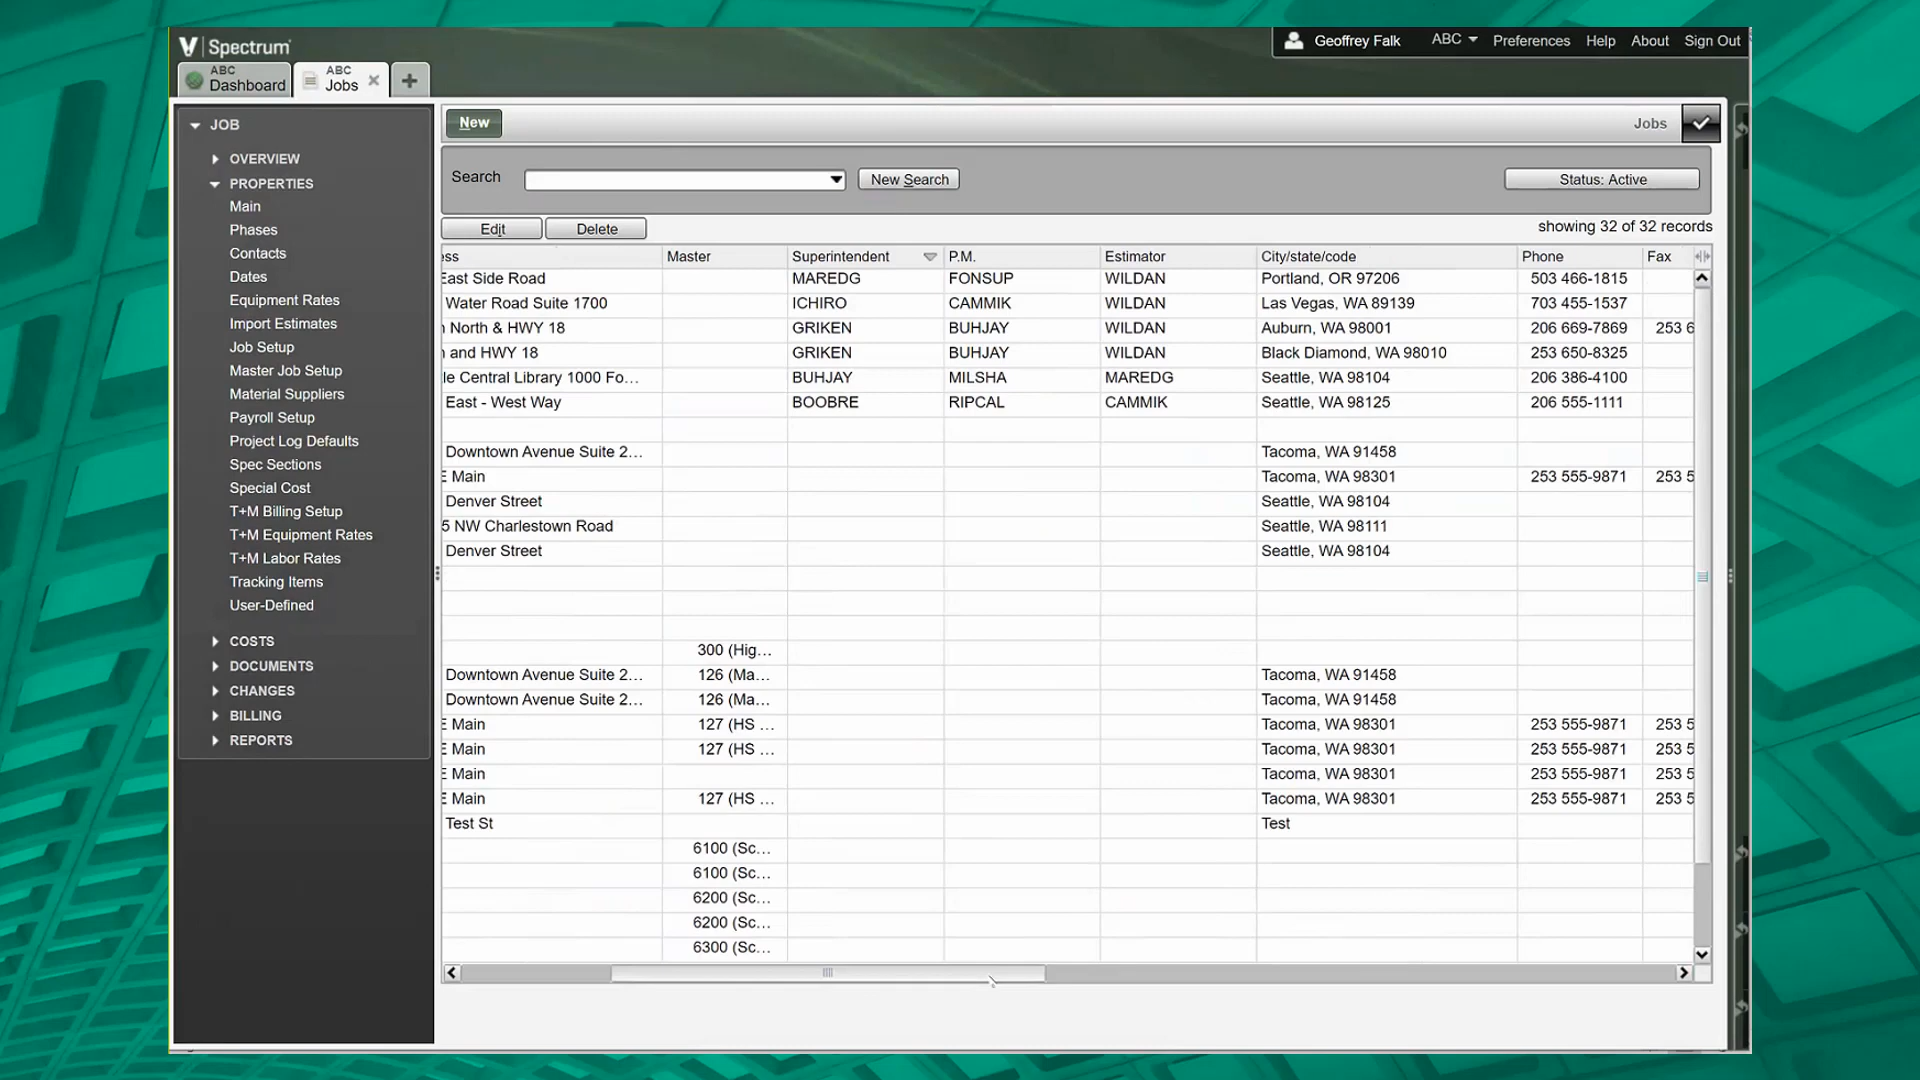 Spectrum
Geoffrey Falk ABC Preferences Help About Sign Out
ABC
Dashboard
ABC
Jobs
JOB
OVERVIEW
PROPERTIES
Main
Phases
Contacts
Dates
Equipment Rates
Import Estimates
Job Setup
Master Job Setup
Material Suppliers
Payroll Setup
Project Log Defaults
Spec Sections
Special Cost
T+M Billing Setup
T+M Equipment Rates
T+M Labor Rates
Tracking Items
User-Defined
COSTS
DOCUMENTS
CHANGES
BILLING
REPORTS
New
Jobs
Search New Search Status: Active
Edit Delete showing 32 of 32 records
ess Master Superintendent P.M. Estimator City/state/code Phone Fax
East Side Road MAREDG FONSUP WILDAN Portland, OR 97206 503 466-1815
Water Road Suite 1700 ICHIRO CAMMIK WILDAN Las Vegas, WA 89139 703 455-1537
North & HWY 18 GRIKEN BUHJAY WILDAN Auburn, WA 98001 206 669-7869 253 6
and HWY 18 GRIKEN BUHJAY WILDAN Black Diamond, WA 98010 253 650-8325
le Central Library 1000 Fo... BUHJAY MILSHA MAREDG Seattle, WA 98104 206 386-4100
East - West Way BOOBRE RIPCAL CAMMIK Seattle, WA 98125 206 555-1111
Downtown Avenue Suite 2... Tacoma, WA 91458
E Main Tacoma, WA 98301 253 555-9871 253 5
Denver Street Seattle, WA 98104
5 NW Charlestown Road Seattle, WA 98111
Denver Street Seattle, WA 98104
300 (Hig...
Downtown Avenue Suite 2... 126 (Ma... Tacoma, WA 91458
Downtown Avenue Suite 2... 126 (Ma... Tacoma, WA 91458
E Main 127 (HS ... Tacoma, WA 98301 253 555-9871 253 5
E Main 127 (HS ... Tacoma, WA 98301 253 555-9871 253 5
E Main Tacoma, WA 98301 253 555-9871 253 5
E Main 127 (HS ... Tacoma, WA 98301 253 555-9871 253 5
Test St Test
6100 (Sc...
6100 (Sc...
6200 (Sc...
6200 (Sc...
6300 (Sc...